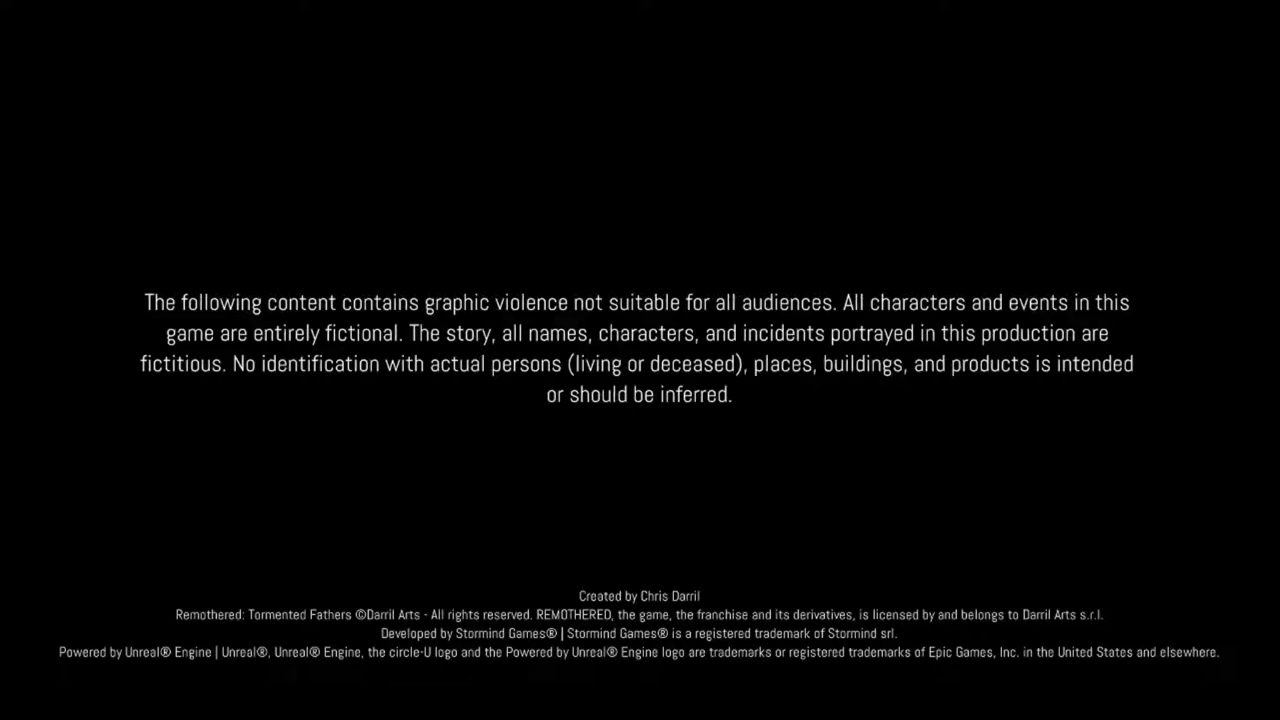 The following content contains graphic violence not suitable for all audiences. All characters and events in this
game are entirely fictional. The story, all names, characters, and incidents portrayed in this production are
fictitious. No identification with actual persons (living or deceased), places, buildings, and products is intended
or should be inferred.
Created by Chris Darril
Remothered: Tormented Fathers ©Darril Arts - All rights reserved. REMOTHERED, the game, the franchise and its derivatives, is licensed by and belongs to Darril Arts s.r.l.
Developed by Stormind Games® | Stormind Games® is a registered trademark of Stormind srl.
Powered by Unreal® Engine | Unreal®, Unreal® Engine, the circle-U logo and the Powered by Unreal® Engine logo are trademarks or registered trademarks of Epic Games, Inc. in the United States and elsewhere.